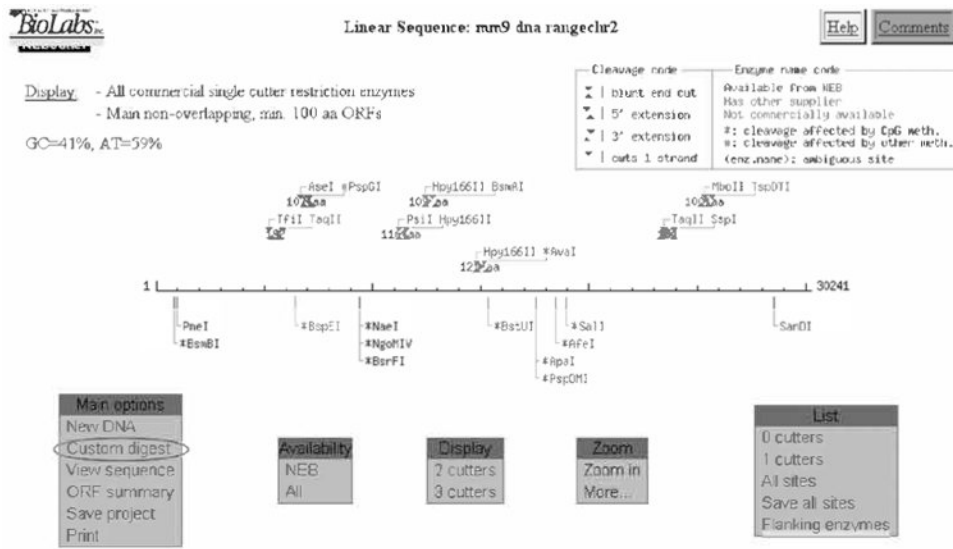 BioLabs Inc
Linear Sequence: mm9 dna rangechr2
Help
Comments
Display: - All commercial single cutter restriction enzymes
- Main non-overlapping, min. 100 aa ORFs
GC=41%, AT=59%
Cleavage code
blunt end cut
5' extension
3' extension
cuts 1 strand
Enzyme name code
Available from NEB
Has other supplier
Not commercially available
*: cleavage affected by CpG meth.
#: cleavage affected by other meth.
(enz.name): ambiguous site
AseI #PspGI
Hpy166II BsmAI
MboII TspDTI
TfiI TaqII
PsiI Hpy166II
TaqII SspI
Hpy166II *AvaI
1
30241
PmeI
*BsmBI
*BspEI
*NaeI
*NgoMIV
*BsrFI
*BstUI
*SalI
*AfeI
*ApaI
*PspOMI
SanDI
Main options
New DNA
Custom digest
View sequence
ORF summary
Save project
Print
Availability
NEB
All
Display
2 cutters
3 cutters
Zoom
Zoom in
More...
List
0 cutters
1 cutters
All sites
Save all sites
Flanking enzymes